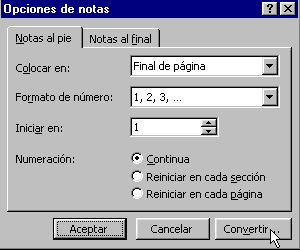 Opciones de notas
Notas al pie Notas al final
Colocar en: Final de página
Formato de número: 1, 2, 3, ...
Iniciar en: 1
Numeración: Continua
Reiniciar en cada sección
Reiniciar en cada página
Aceptar Cancelar Convertir...